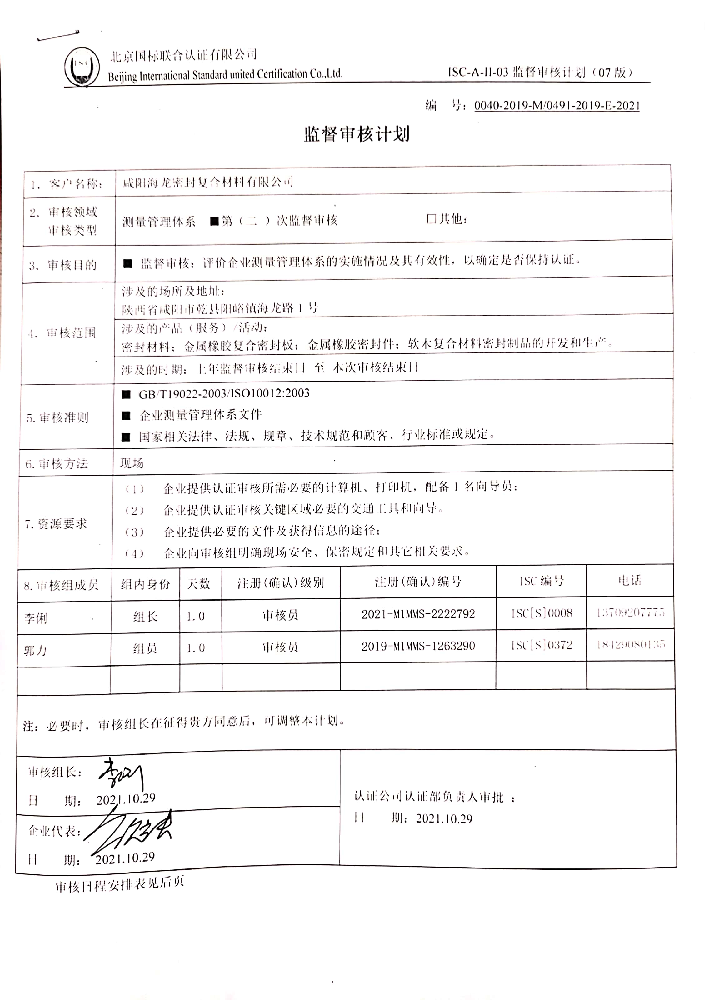 ISC
北京国标联合认证有限公司
Beijing International Standard united Certification Co.,Ltd.
ISC-A-II-03 监督审核计划（07 版）
编 号：0040-2019-M/0491-2019-E-2021
监督审核计划
1. 客户名称：
咸阳海龙密封复合材料有限公司
2. 审核领域
审核类型
测量管理体系 ■第（二 ）次监督审核 □其他：
3. 审核目的
■ 监督审核：评价企业测量管理体系的实施情况及其有效性，以确定是否保持认证。
4. 审核范围
涉及的场所及地址：
陕西省咸阳市乾县阳峪镇海龙路 1 号
涉及的产品（服务）/活动：
密封材料；金属橡胶复合密封板；金属橡胶密封件；软木复合材料密封制品的开发和生产。
涉及的时期：上年监督审核结束日 至 本次审核结束日
5.审核准则
■ GB/T19022-2003/ISO10012:2003
■ 企业测量管理体系文件
■ 国家相关法律、法规、规章、技术规范和顾客、行业标准或规定。
6.审核方法
现场
7.资源要求
（1） 企业提供认证审核所需必要的计算机、打印机，配备 1 名向导员；
（2） 企业提供认证审核关键区域必要的交通工具和向导。
（3） 企业提供必要的文件及获得信息的途径；
（4） 企业向审核组明确现场安全、保密规定和其它相关要求。
8.审核组成员 组内身份 天数 注册(确认)级别 注册(确认)编号 ISC 编号 电话
李俐 组长 1.0 审核员 2021-M1MMS-2222792 ISC[S]0008 13709207775
郭力 组员 1.0 审核员 2019-M1MMS-1263290 ISC[S]0372 18429080135
注：必要时，审核组长在征得贵方同意后，可调整本计划。
审核组长：李俐
日 期： 2021.10.29
企业代表：
日 期： 2021.10.29
认证公司认证部负责人审批 ：
日 期：2021.10.29
审核日程安排表见后页